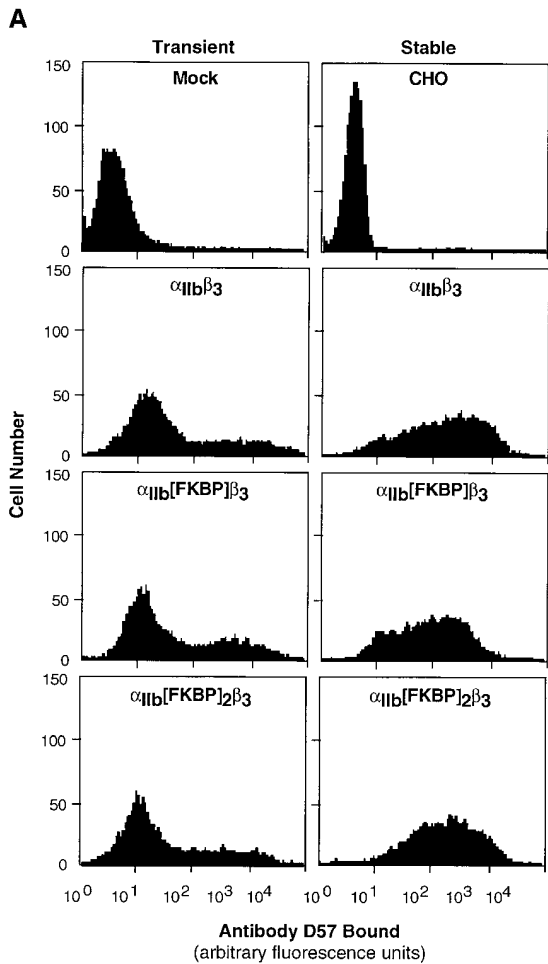 A
Transient Stable
Mock CHO
150
100
50
0
αIIbβ3 αIIbβ3
150
100
50
0
αIIb[FKBP]β3 αIIb[FKBP]β3
150
100
50
0
αIIb[FKBP]2β3 αIIb[FKBP]2β3
150
100
50
0
Cell Number
10^0 10^1 10^2 10^3 10^4 10^0 10^1 10^2 10^3 10^4
Antibody D57 Bound
(arbitrary fluorescence units)